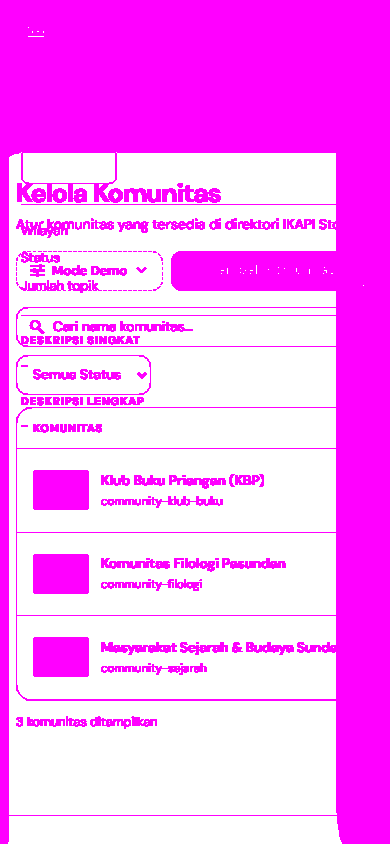 Kelola Komunitas
Atur komunitas yang tersedia di direktori IKAPI
Wilayah
Status
Mode Demo
Jumlah topik
Cari nama komunitas...
DESKRIPSI SINGKAT
–
Semua Status
DESKRIPSI LENGKAP
–
KOMUNITAS
Klub Buku Priangan (KBP)
community-klub-buku
Komunitas Filologi Pasundan
community-filologi
Masyarakat Sejarah & Budaya
community-sejarah
3 komunitas ditampilkan